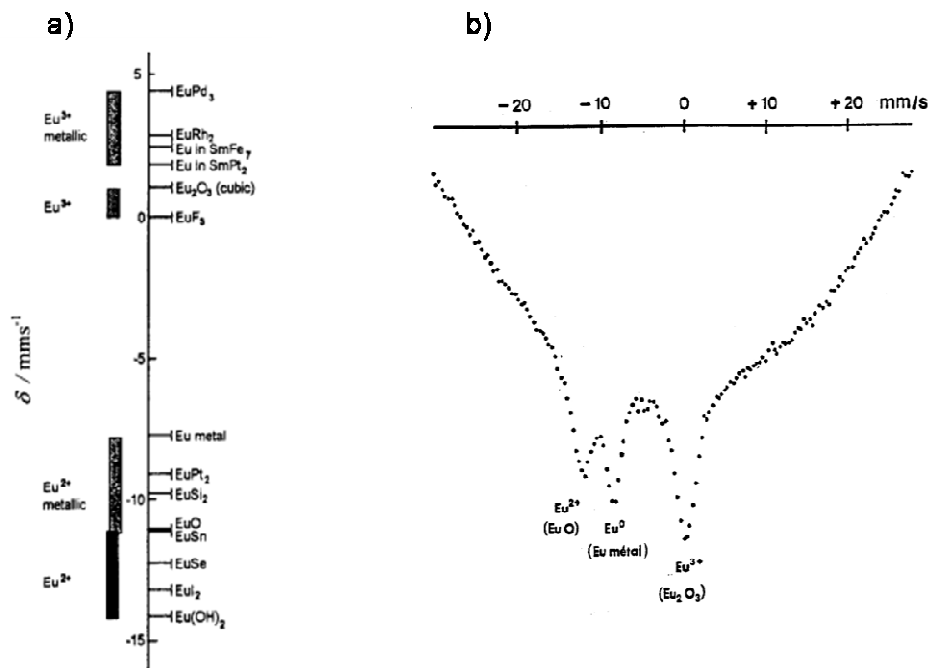 a)
b)
5
0
-5
-10
-15
δ / mms⁻¹
Eu³⁺
metallic
Eu³⁺
Eu²⁺
metallic
Eu²⁺
EuPd₃
EuRh₂
Eu in SmFe₇
Eu in SmPt₂
Eu₂O₃ (cubic)
EuF₃
Eu metal
EuPt₂
EuSi₂
EuO
EuSn
EuSe
EuI₂
Eu(OH)₂
-20 -10 0 +10 +20 mm/s
Eu²⁺
(EuO)
Eu⁰
(Eu métal)
Eu³⁺
(Eu₂O₃)